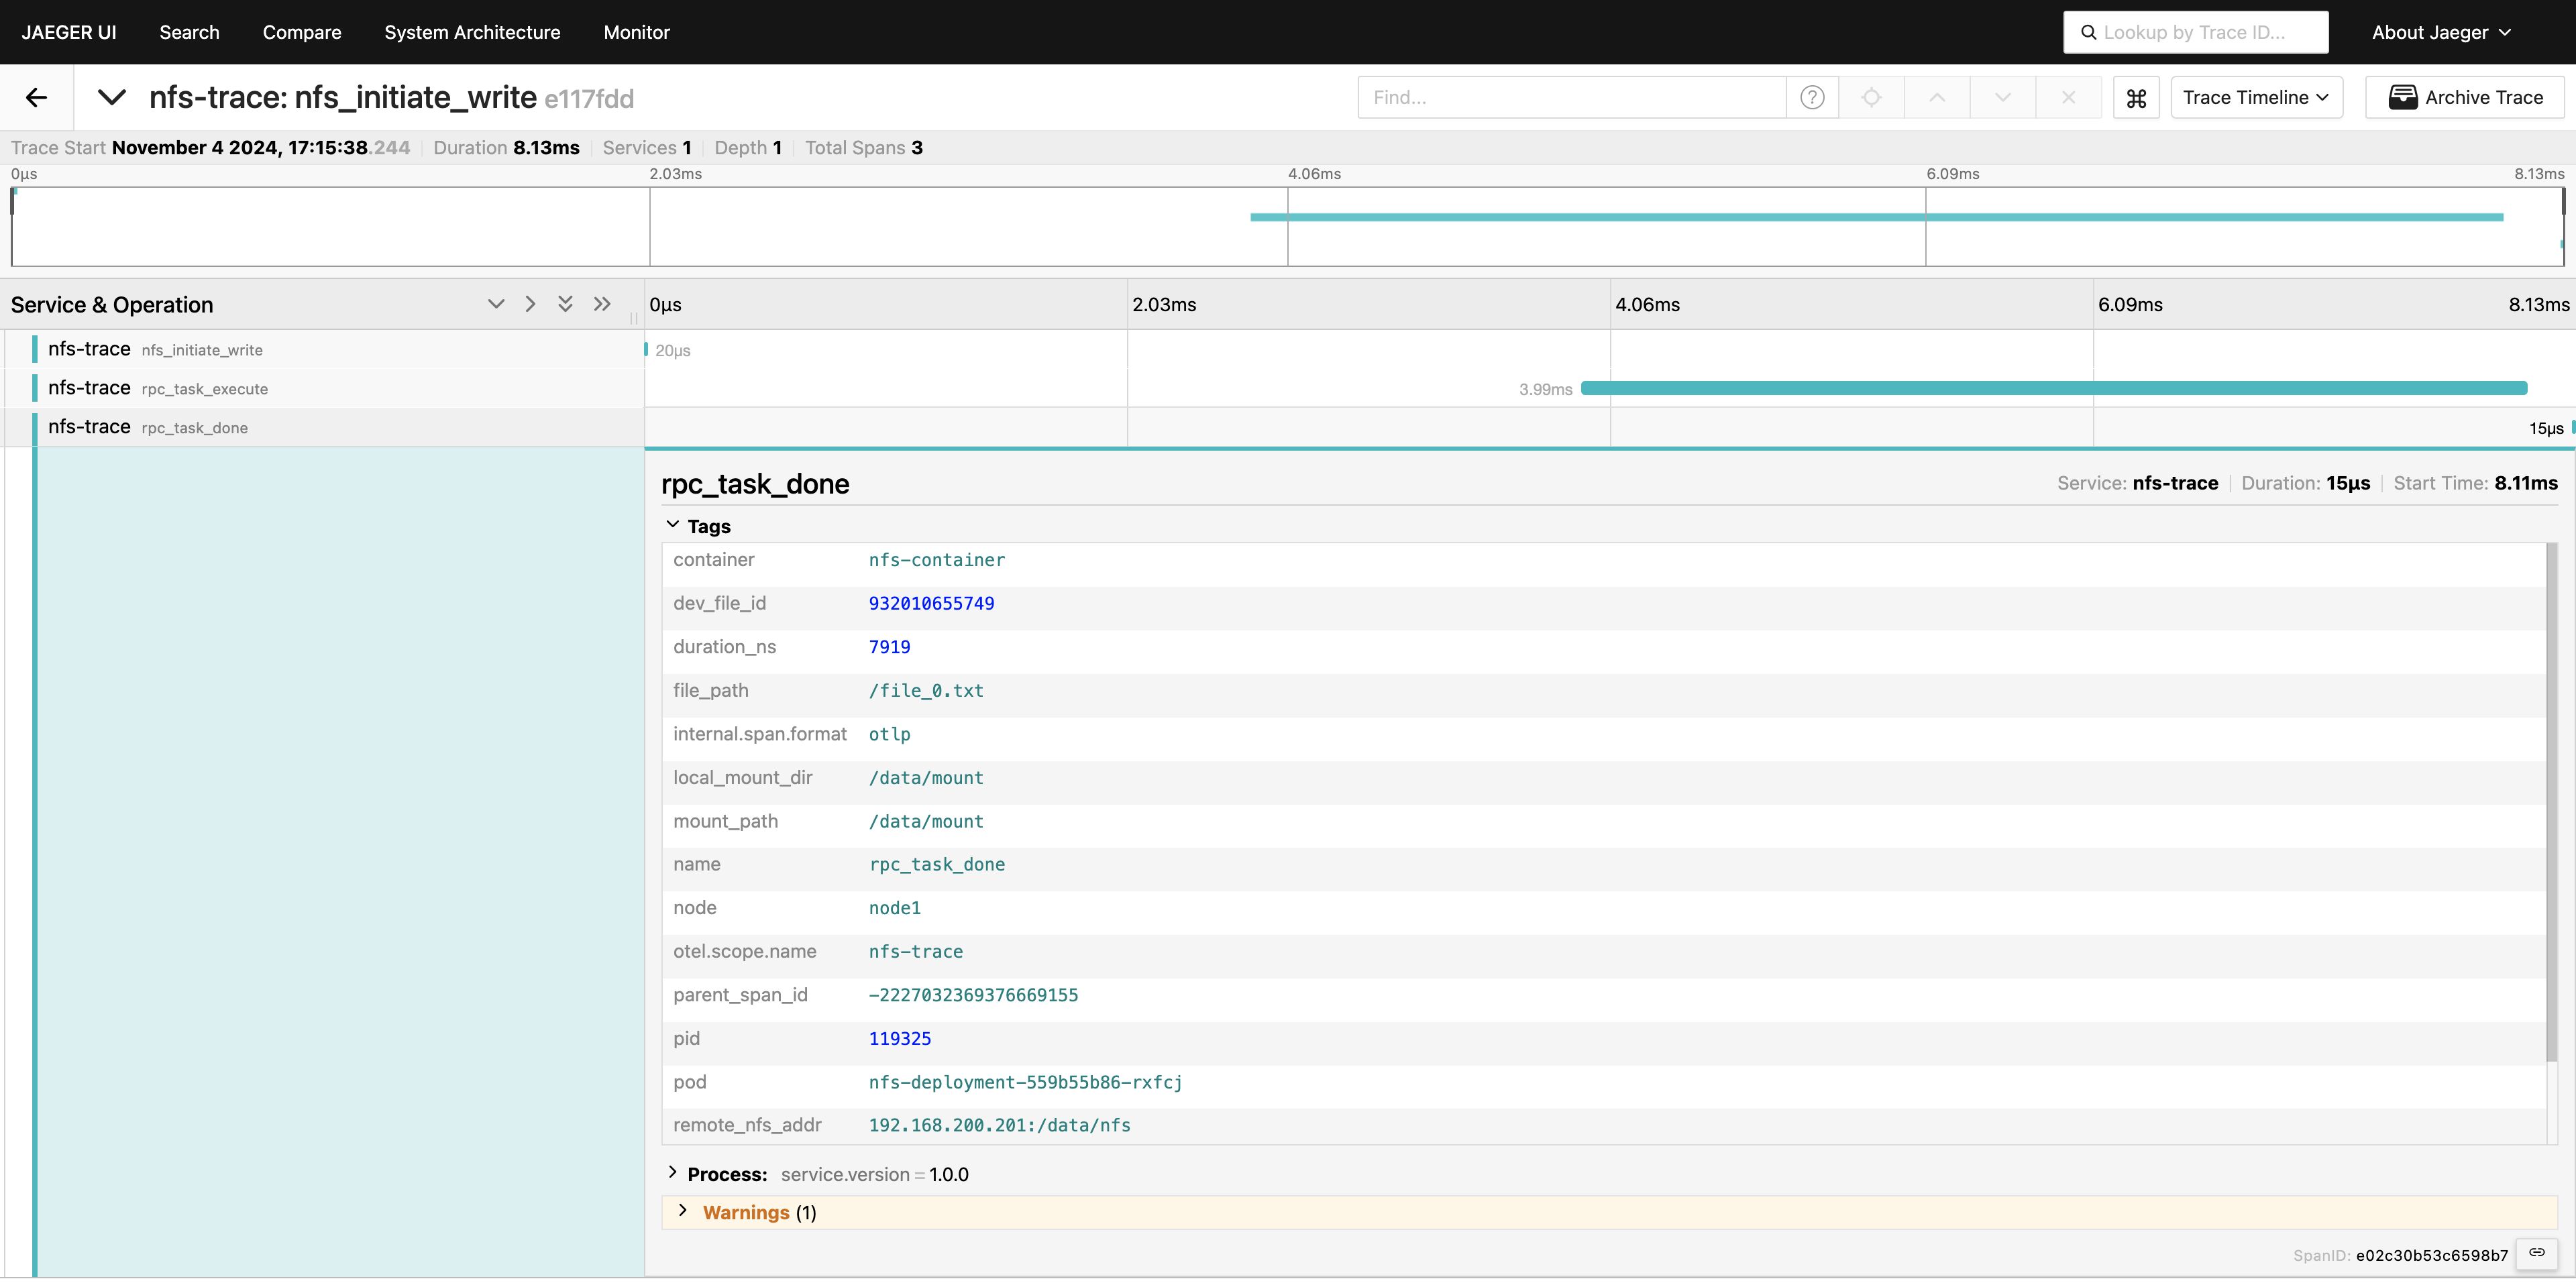 JAEGER UI Search Compare System Architecture Monitor Lookup by Trace ID... About Jaeger
nfs-trace: nfs_initiate_write e117fdd Find... ? ⌘ Trace Timeline Archive Trace
Trace Start November 4 2024, 17:15:38.244 Duration 8.13ms Services 1 Depth 1 Total Spans 3
0μs 2.03ms 4.06ms 6.09ms 8.13ms
Service & Operation 0μs 2.03ms 4.06ms 6.09ms 8.13ms
nfs-trace nfs_initiate_write 20μs
nfs-trace rpc_task_execute 3.99ms
nfs-trace rpc_task_done 15μs
rpc_task_done Service: nfs-trace Duration: 15μs Start Time: 8.11ms
Tags
container nfs-container
dev_file_id 932010655749
duration_ns 7919
file_path /file_0.txt
internal.span.format otlp
local_mount_dir /data/mount
mount_path /data/mount
name rpc_task_done
node node1
otel.scope.name nfs-trace
parent_span_id -2227032369376669155
pid 119325
pod nfs-deployment-559b55b86-rxfcj
remote_nfs_addr 192.168.200.201:/data/nfs
Process: service.version = 1.0.0
Warnings (1)
SpanID: e02c30b53c6598b7